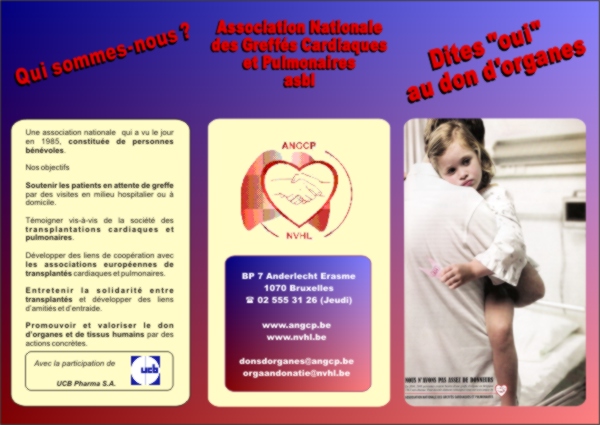 Qui sommes-nous ?
Une association nationale qui a vu le jour
en 1985, constituée de personnes
bénévoles.
Nos objectifs
Soutenir les patients en attente de greffe
par des visites en milieu hospitalier ou à
domicile.
Témoigner vis-à-vis de la société des
transplantations cardiaques et
pulmonaires.
Développer des liens de coopération avec
les associations européennes de
transplantés cardiaques et pulmonaires.
Entretenir la solidarité entre
transplantés et développer des liens
d'amitiés et d'entraide.
Promouvoir et valoriser le don
d'organes et de tissus humains par des
actions concrètes.
Avec la participation de
ucb
UCB Pharma S.A.
Association Nationale
des Greffés Cardiaques
et Pulmonaires
asbl
ANGCP
NVHL
BP 7 Anderlecht Erasme
1070 Bruxelles
☎ 02 555 31 26 (Jeudi)
www.angcp.be
www.nvhl.be
donsdorganes@angcp.be
orgaandonatie@nvhl.be
Dites "oui"
au don d'organes
NOUS N'AVONS PAS ASSEZ DE DONNEURS